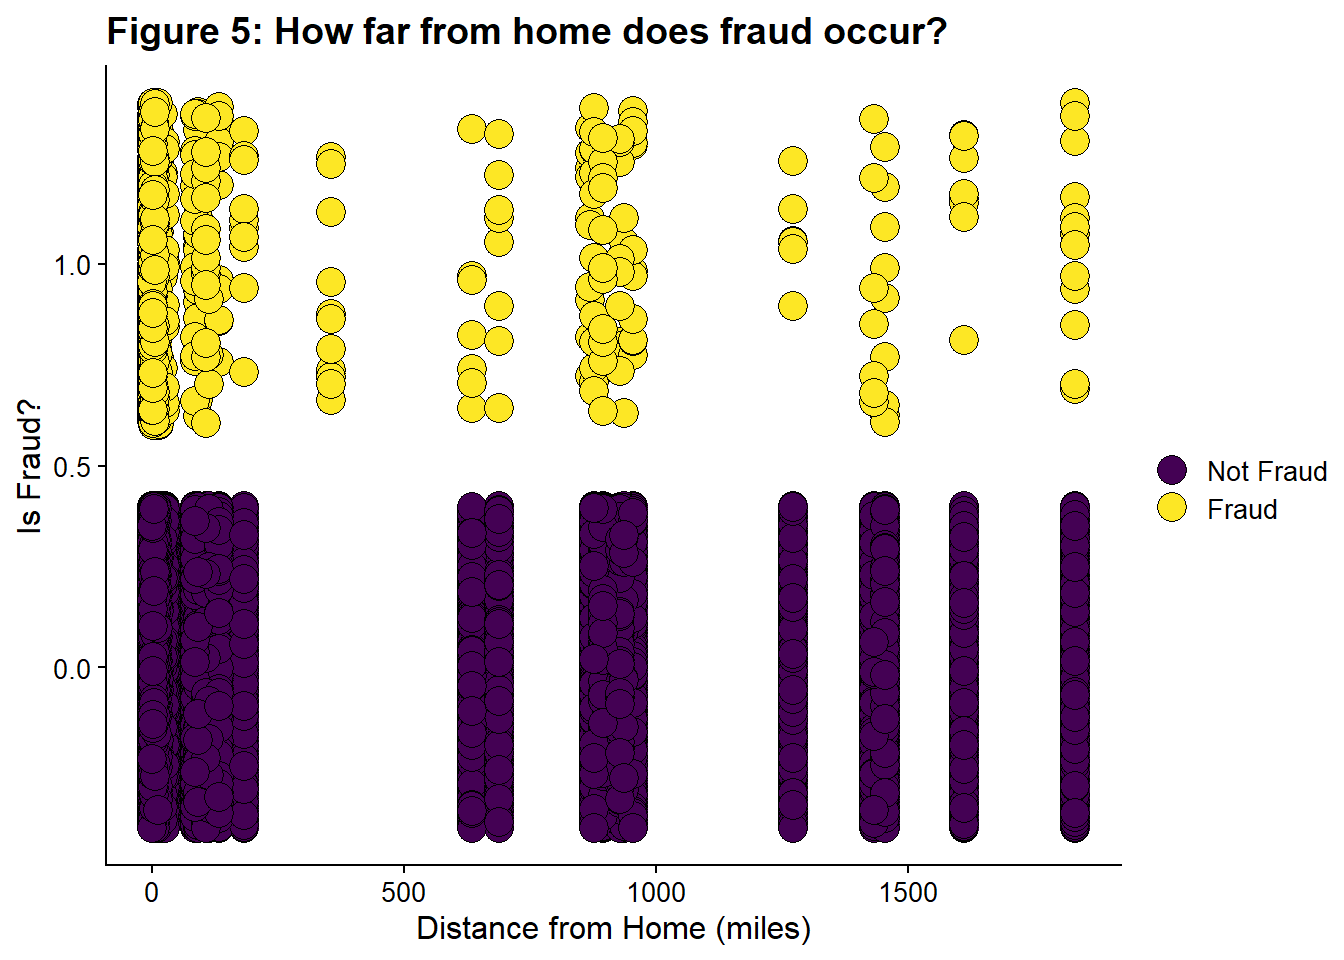 Figure 5: How far from home does fraud occur?
1.0
0.5
0.0
Is Fraud?
0
500
1000
1500
Distance from Home (miles)
Not Fraud
Fraud